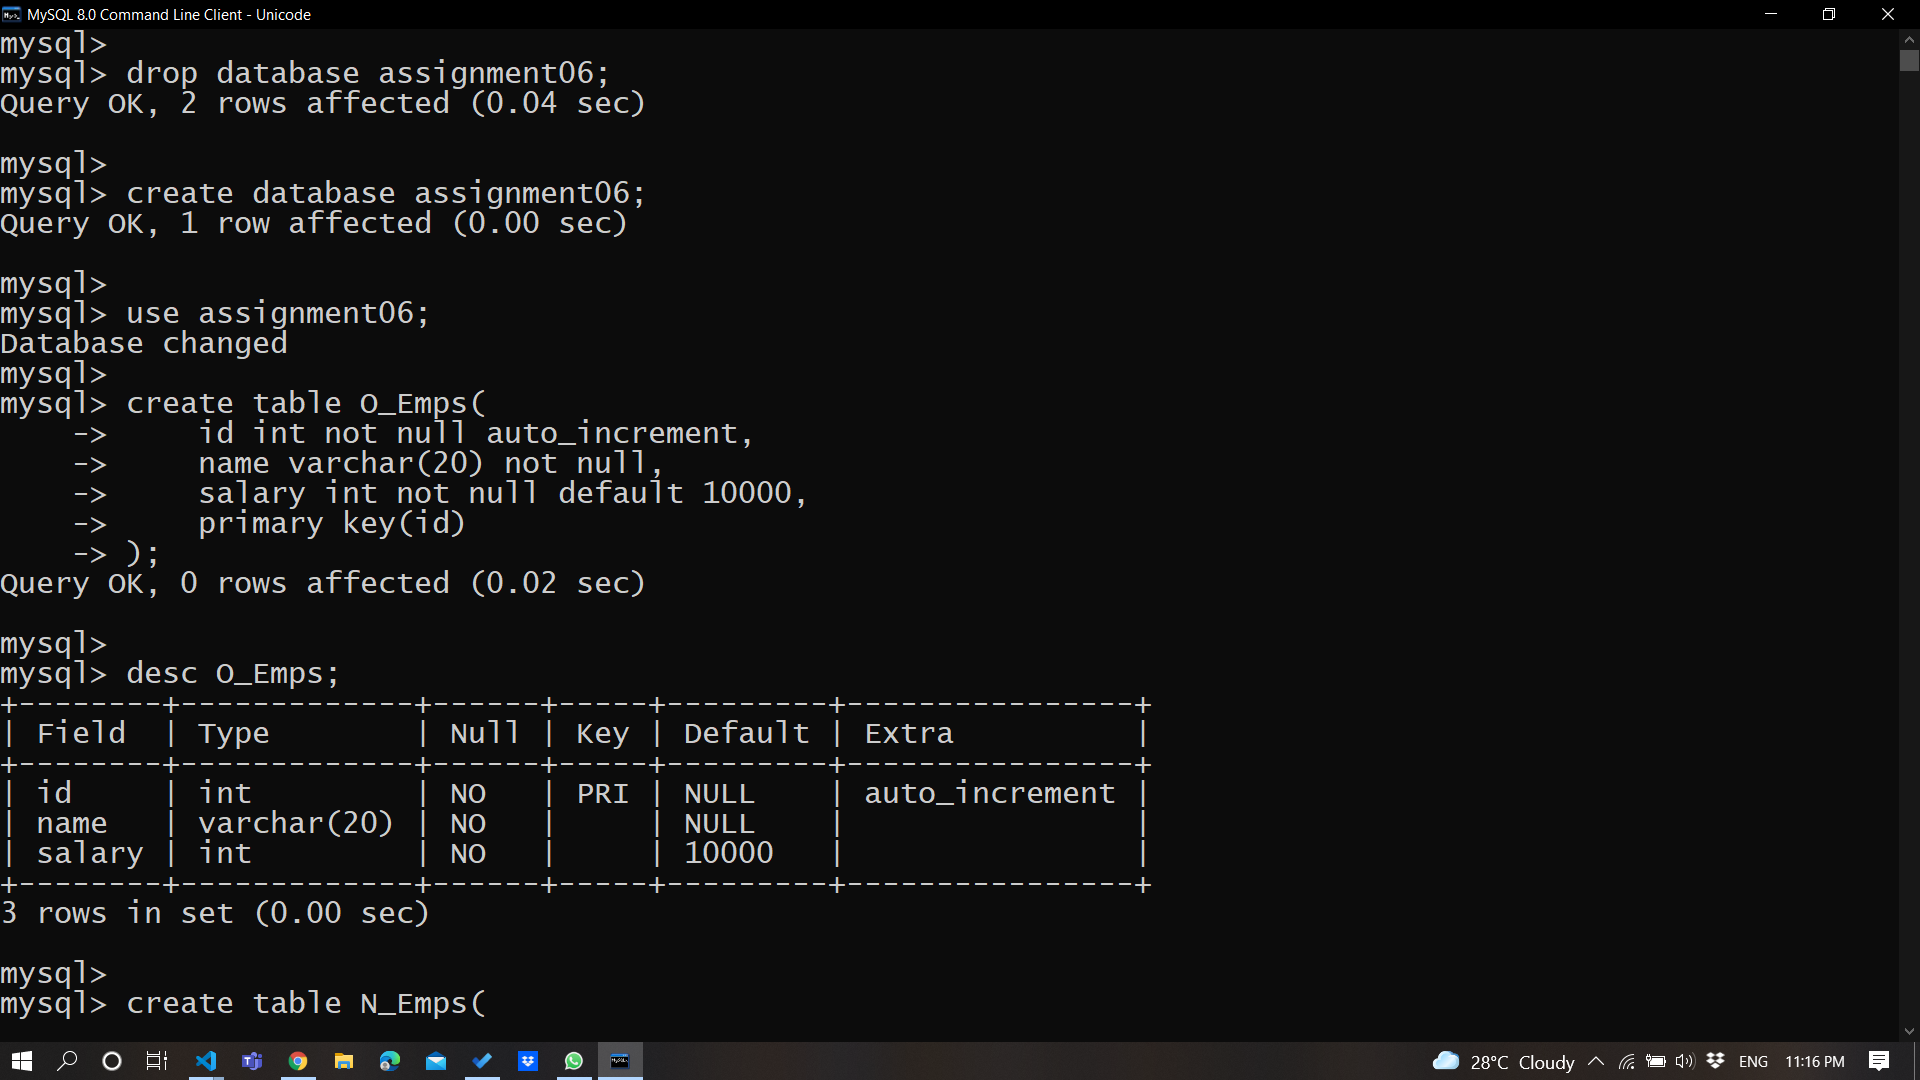 MySQL 8.0 Command Line Client - Unicode
mysql>
mysql> drop database assignment06;
Query OK, 2 rows affected (0.04 sec)
mysql>
mysql> create database assignment06;
Query OK, 1 row affected (0.00 sec)
mysql>
mysql> use assignment06;
Database changed
mysql>
mysql> create table O_Emps(
    ->     id int not null auto_increment,
    ->     name varchar(20) not null,
    ->     salary int not null default 10000,
    ->     primary key(id)
    -> );
Query OK, 0 rows affected (0.02 sec)
mysql>
mysql> desc O_Emps;
+--------+-------------+------+-----+---------+----------------+
| Field  | Type        | Null | Key | Default | Extra          |
+--------+-------------+------+-----+---------+----------------+
| id     | int         | NO   | PRI | NULL    | auto_increment |
| name   | varchar(20) | NO   |     | NULL    |                |
| salary | int         | NO   |     | 10000   |                |
+--------+-------------+------+-----+---------+----------------+
3 rows in set (0.00 sec)
mysql>
mysql> create table N_Emps(
28°C Cloudy ENG 11:16 PM